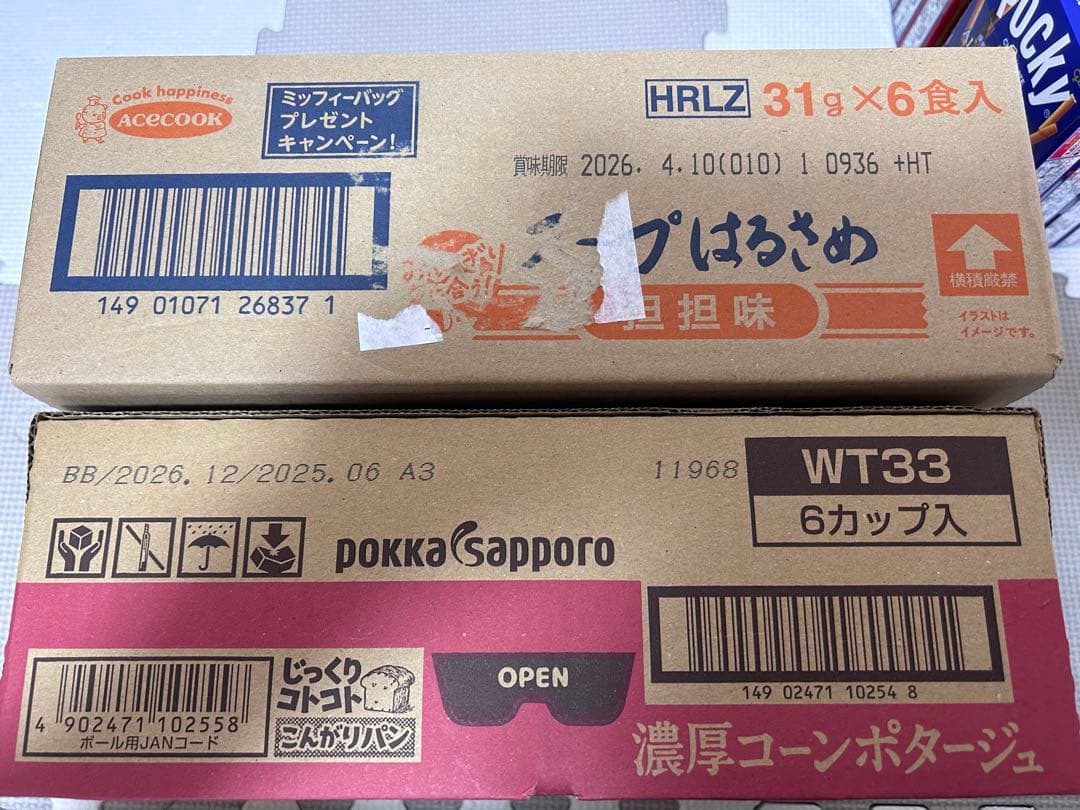 Cook happiness
ACECOOK
ミッフィーバッグ
プレゼント
キャンペーン!
HRLZ
31g×6食入
賞味期限 2026. 4.10(010) 1 0936 +HT
149 01071 26837 1
ープはるさめ
担担味
横積厳禁
イラストは
イメージです。
ocky
BB/2026.12/2025.06 A3
11968
WT33
6カップ入
pokka sapporo
149 02471 10254 8
4 902471 102558
ボール用JANコード
じっくり
コトコト
こんがりパン
OPEN
濃厚コーンポタージュ